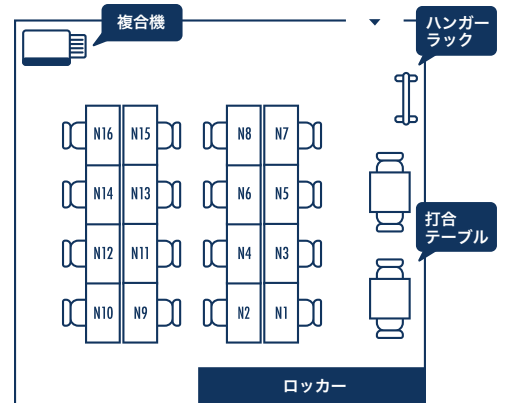 複合機
ハンガー
ラック
N16 N15 N8 N7
N14 N13 N6 N5
打合
テーブル
N12 N11 N4 N3
N10 N9 N2 N1
ロッカー